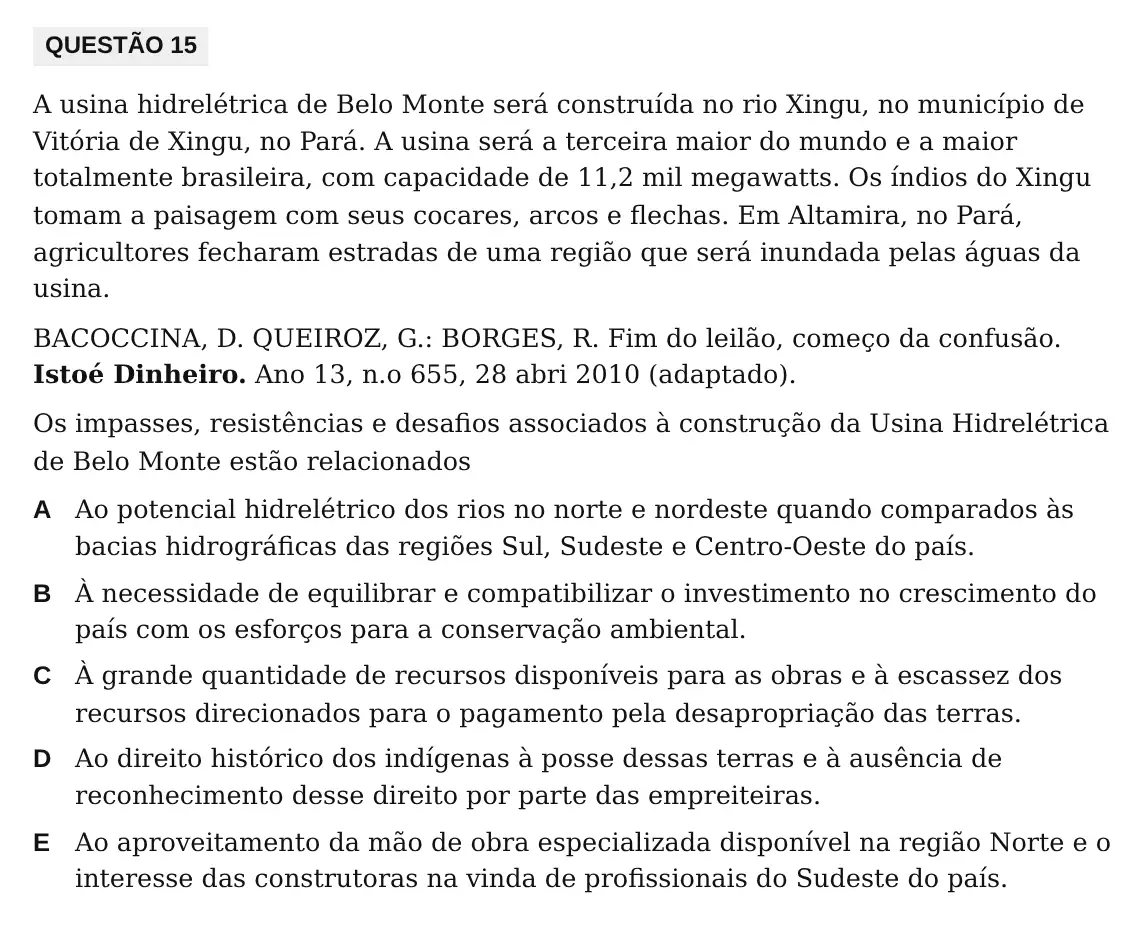 QUESTÃO 15
A usina hidrelétrica de Belo Monte será construída no rio Xingu, no município de
Vitória de Xingu, no Pará. A usina será a terceira maior do mundo e a maior
totalmente brasileira, com capacidade de 11,2 mil megawatts. Os índios do Xingu
tomam a paisagem com seus cocares, arcos e flechas. Em Altamira, no Pará,
agricultores fecharam estradas de uma região que será inundada pelas águas da
usina.
BACOCCINA, D. QUEIROZ, G.: BORGES, R. Fim do leilão, começo da confusão.
Istoé Dinheiro. Ano 13, n.o 655, 28 abri 2010 (adaptado).
Os impasses, resistências e desafios associados à construção da Usina Hidrelétrica
de Belo Monte estão relacionados
A Ao potencial hidrelétrico dos rios no norte e nordeste quando comparados às
bacias hidrográficas das regiões Sul, Sudeste e Centro-Oeste do país.
B À necessidade de equilibrar e compatibilizar o investimento no crescimento do
país com os esforços para a conservação ambiental.
C À grande quantidade de recursos disponíveis para as obras e à escassez dos
recursos direcionados para o pagamento pela desapropriação das terras.
D Ao direito histórico dos indígenas à posse dessas terras e à ausência de
reconhecimento desse direito por parte das empreiteiras.
E Ao aproveitamento da mão de obra especializada disponível na região Norte e o
interesse das construtoras na vinda de profissionais do Sudeste do país.